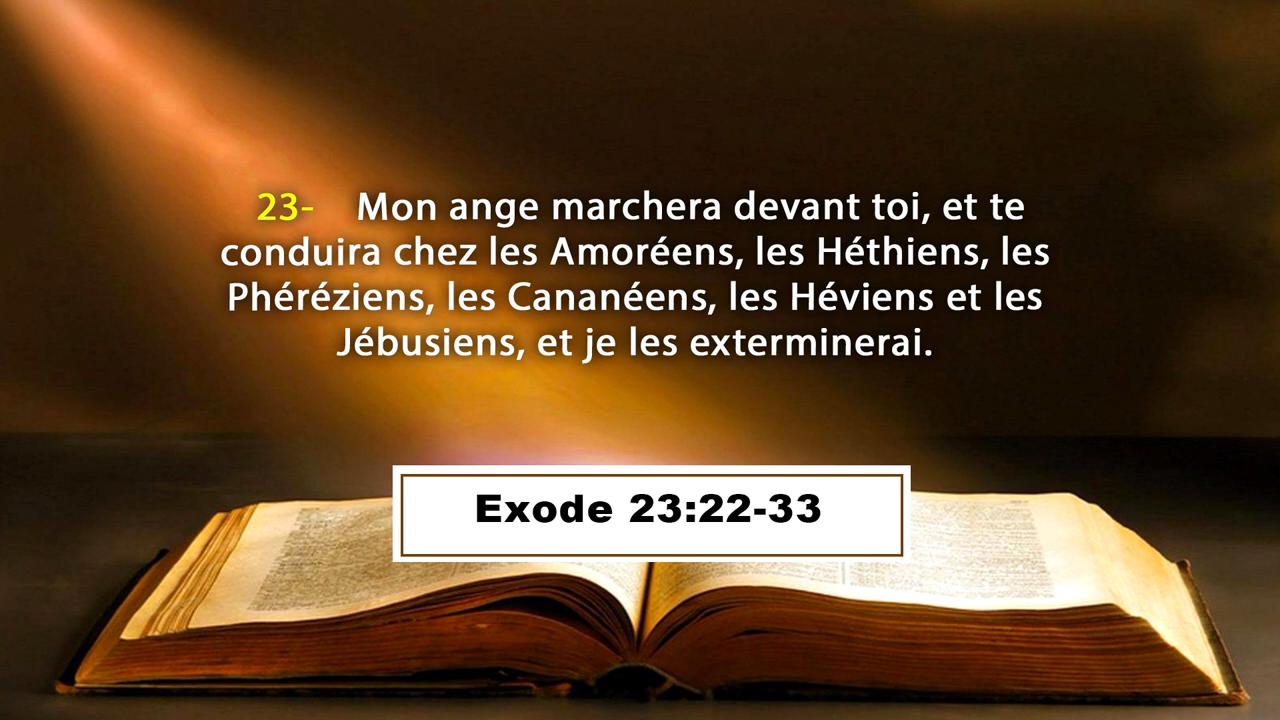 23- Mon ange marchera devant toi, et te
conduira chez les Amoréens, les Héthiens, les
Phéréziens, les Cananéens, les Héviens et les
Jébusiens, et je les exterminerai.
Exode 23:22-33